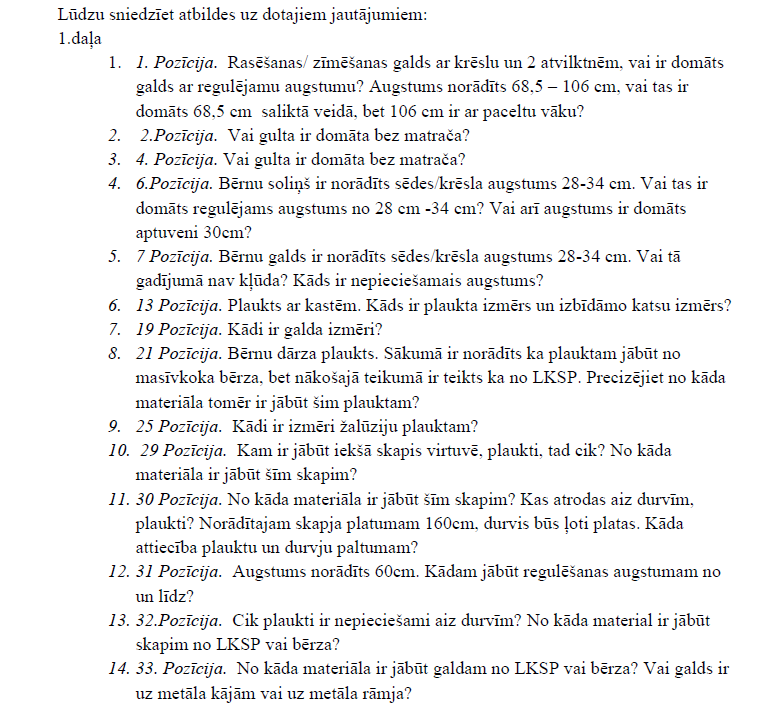 Lūdzu sniedzīet atbildes uz dotajiem jautājumiem:
1.daļa
1. 1. Pozīcija. Rasēšanas/ zīmēšanas galds ar krēslu un 2 atvilktnēm, vai ir domāts
galds ar regulējamu augstumu? Augstums norādīts 68,5 – 106 cm, vai tas ir
domāts 68,5 cm saliktā veidā, bet 106 cm ir ar paceltu vāku?
2. 2.Pozīcija. Vai gulta ir domāta bez matrača?
3. 4. Pozīcija. Vai gulta ir domāta bez matrača?
4. 6.Pozīcija. Bērnu soliņš ir norādīts sēdes/krēsla augstums 28-34 cm. Vai tas ir
domāts regulējams augstums no 28 cm -34 cm? Vai arī augstums ir domāts
aptuveni 30cm?
5. 7 Pozīcija. Bērnu galds ir norādīts sēdes/krēsla augstums 28-34 cm. Vai tā
gadījumā nav kļūda? Kāds ir nepieciešamais augstums?
6. 13 Pozīcija. Plaukts ar kastēm. Kāds ir plaukta izmērs un izbīdāmo katsu izmērs?
7. 19 Pozīcija. Kādi ir galda izmēri?
8. 21 Pozīcija. Bērnu dārza plaukts. Sākumā ir norādīts ka plauktam jābūt no
masīvkoka bērza, bet nākošajā teikumā ir teikts ka no LKSP. Precizējiet no kāda
materiāla tomēr ir jābūt šim plauktam?
9. 25 Pozīcija. Kādi ir izmēri žalūziju plauktam?
10. 29 Pozīcija. Kam ir jābūt iekšā skapis virtuvē, plaukti, tad cik? No kāda
materiāla ir jābūt šīm skapim?
11. 30 Pozīcija. No kāda materiāla ir jābūt šīm skapim? Kas atrodas aiz durvīm,
plaukti? Norādītajam skapja platumam 160cm, durvis būs ļoti platas. Kāda
attiecība plauktu un durvju paltumam?
12. 31 Pozīcija. Augstums norādīts 60cm. Kādam jābūt regulēšanas augstumam no
un līdz?
13. 32.Pozīcija. Cik plaukti ir nepieciešami aiz durvīm? No kāda material ir jābūt
skapim no LKSP vai bērza?
14. 33. Pozīcija. No kāda materiāla ir jābūt galdam no LKSP vai bērza? Vai galds ir
uz metāla kājām vai uz metāla rāmja?